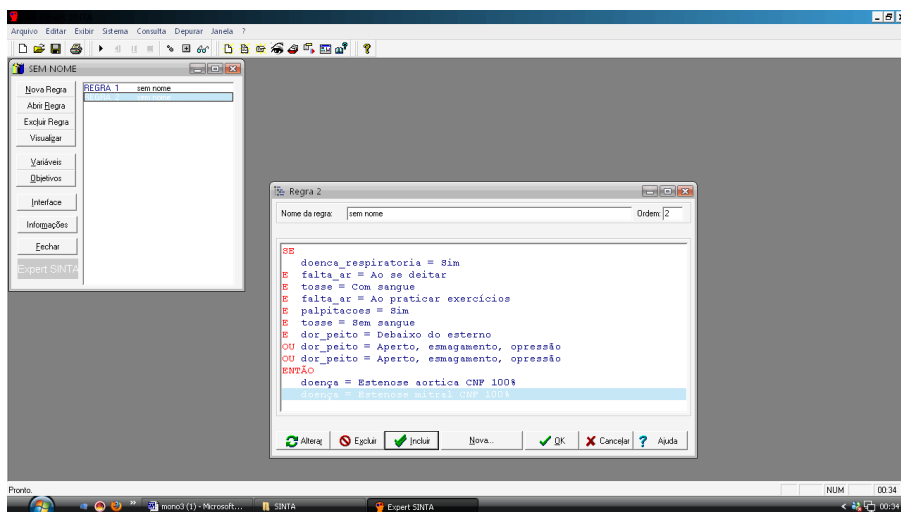 Arquivo Editar Exibir Sistema Consulta Depurar Janela ?
SEM NOME
Nova Regra
Abrir Regra
Excluir Regra
Visualizar
Variáveis
Objetivos
Interface
Informações
Fechar
Expert SINTA
REGRA 1 sem nome
REGRA 2 sem nome
Regra 2
Nome da regra: sem nome Ordem: 2
SE
doenca_respiratoria = Sim
E falta_ar = Ao se deitar
E tosse = Com sangue
E falta_ar = Ao praticar exercícios
E palpitacoes = Sim
E tosse = Sem sangue
E dor_peito = Debaixo do esterno
OU dor_peito = Aperto, esmagamento, opressão
OU dor_peito = Aperto, esmagamento, opressão
ENTÃO
doença = Estenose aortica CNF 100%
doença = Estenose mitral CNF 100%
Alterar Excluir Incluir Nova... OK Cancelar Ajuda
Pronto. NUM 00:34
mono3 (1) - Microsoft... SINTA Expert SINTA 00:34